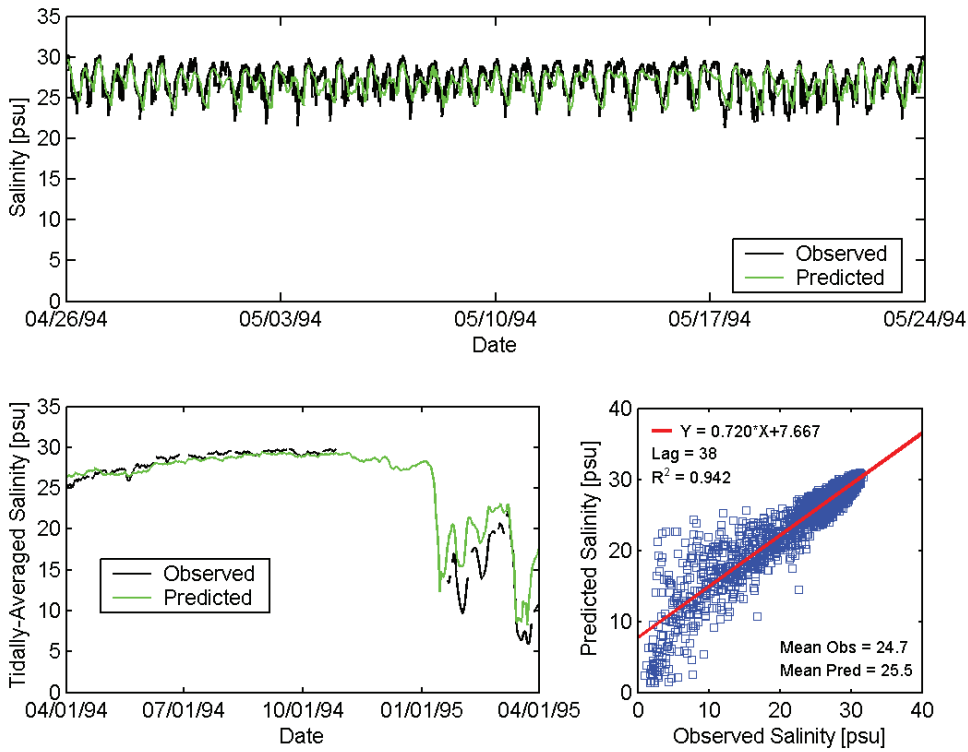 35
30
25
20
15
10
5
0
Salinity [psu]
Observed
Predicted
04/26/94 05/03/94 05/10/94 05/17/94 05/24/94
Date
35
30
25
20
15
10
5
0
Tidally-Averaged Salinity [psu]
Observed
Predicted
04/01/94 07/01/94 10/01/94 01/01/95 04/01/95
Date
40
30
20
10
0
Predicted Salinity [psu]
Y = 0.720*X+7.667
Lag = 38
R² = 0.942
Mean Obs = 24.7
Mean Pred = 25.5
0 10 20 30 40
Observed Salinity [psu]